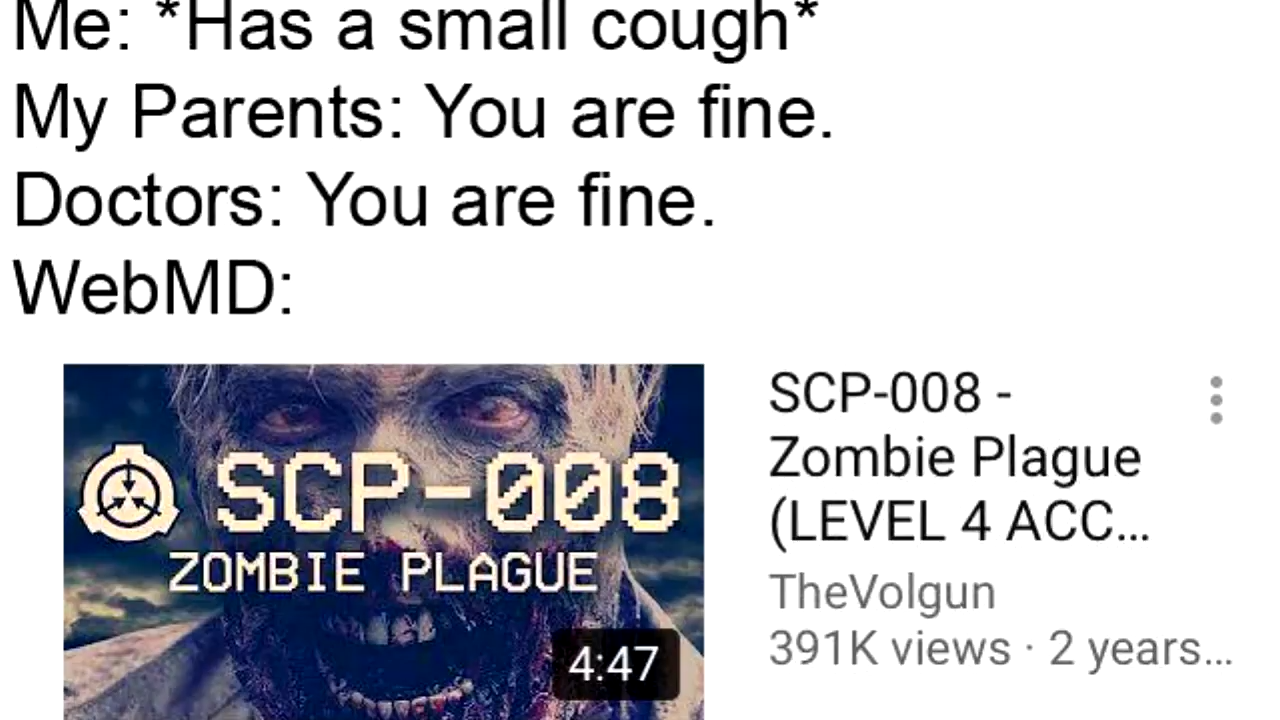 Me: *Has a small cough*
My Parents: You are fine.
Doctors: You are fine.
WebMD:
SCP-008
ZOMBIE PLAGUE
4:47
SCP-008 -
Zombie Plague
(LEVEL 4 ACC...
TheVolgun
391K views · 2 years...